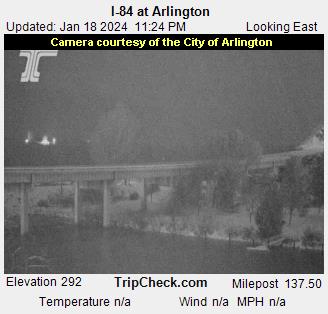 I-84 at Arlington
Updated: Jan 18 2024 11:24 PM Looking East
Camera courtesy of the City of Arlington
Elevation 292 TripCheck.com Milepost 137.50
Temperature n/a Wind n/a MPH n/a